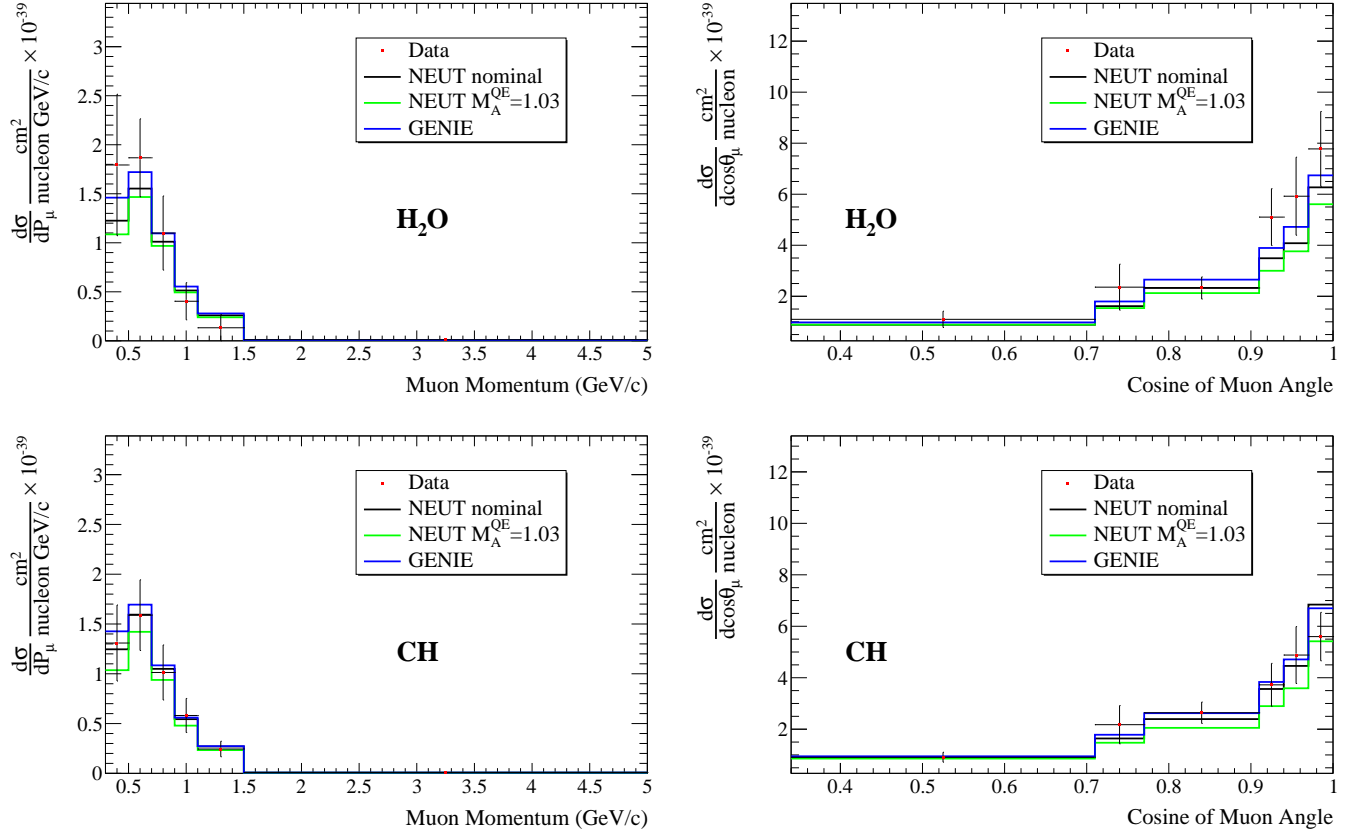 dσ/dPμ cm²/nucleon GeV/c × 10⁻³⁹
3
2.5
2
1.5
1
0.5
0
Data
NEUT nominal
NEUT M_A^QE=1.03
GENIE
H₂O
0.5 1 1.5 2 2.5 3 3.5 4 4.5 5
Muon Momentum (GeV/c)
dσ/dcosθμ cm²/nucleon × 10⁻³⁹
12
10
8
6
4
2
Data
NEUT nominal
NEUT M_A^QE=1.03
GENIE
H₂O
0.4 0.5 0.6 0.7 0.8 0.9 1
Cosine of Muon Angle
dσ/dPμ cm²/nucleon GeV/c × 10⁻³⁹
3
2.5
2
1.5
1
0.5
0
Data
NEUT nominal
NEUT M_A^QE=1.03
GENIE
CH
0.5 1 1.5 2 2.5 3 3.5 4 4.5 5
Muon Momentum (GeV/c)
dσ/dcosθμ cm²/nucleon × 10⁻³⁹
12
10
8
6
4
2
Data
NEUT nominal
NEUT M_A^QE=1.03
GENIE
CH
0.4 0.5 0.6 0.7 0.8 0.9 1
Cosine of Muon Angle